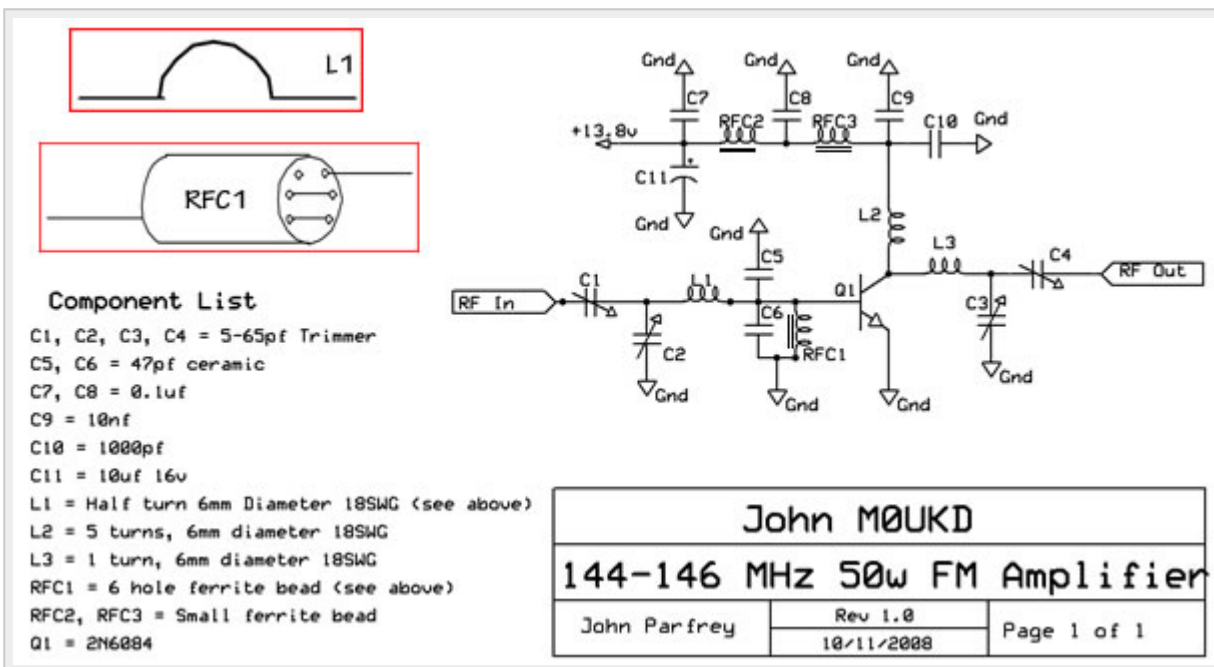 L1
RFC1
Component List
C1, C2, C3, C4 = 5-65pf Trimmer
C5, C6 = 47pf ceramic
C7, C8 = 0.1uf
C9 = 10nf
C10 = 1000pf
C11 = 10uf 16v
L1 = Half turn 6mm Diameter 18SWG (see above)
L2 = 5 turns, 6mm diameter 18SWG
L3 = 1 turn, 6mm diameter 18SWG
RFC1 = 6 hole ferrite bead (see above)
RFC2, RFC3 = Small ferrite bead
Q1 = 2N6084
Gnd Gnd Gnd
C7 C8 C9
RFC2 RFC3 C10 Gnd
+13.8v
C11 +
Gnd
L2
Gnd
C5
L3
C4
RF Out
RF In
C1
L1
Q1
C3
C6
C2
RFC1
Gnd
Gnd
Gnd
Gnd
John M0UKD
144-146 MHz 50w FM Amplifier
John Parfrey
Rev 1.0
10/11/2008
Page 1 of 1